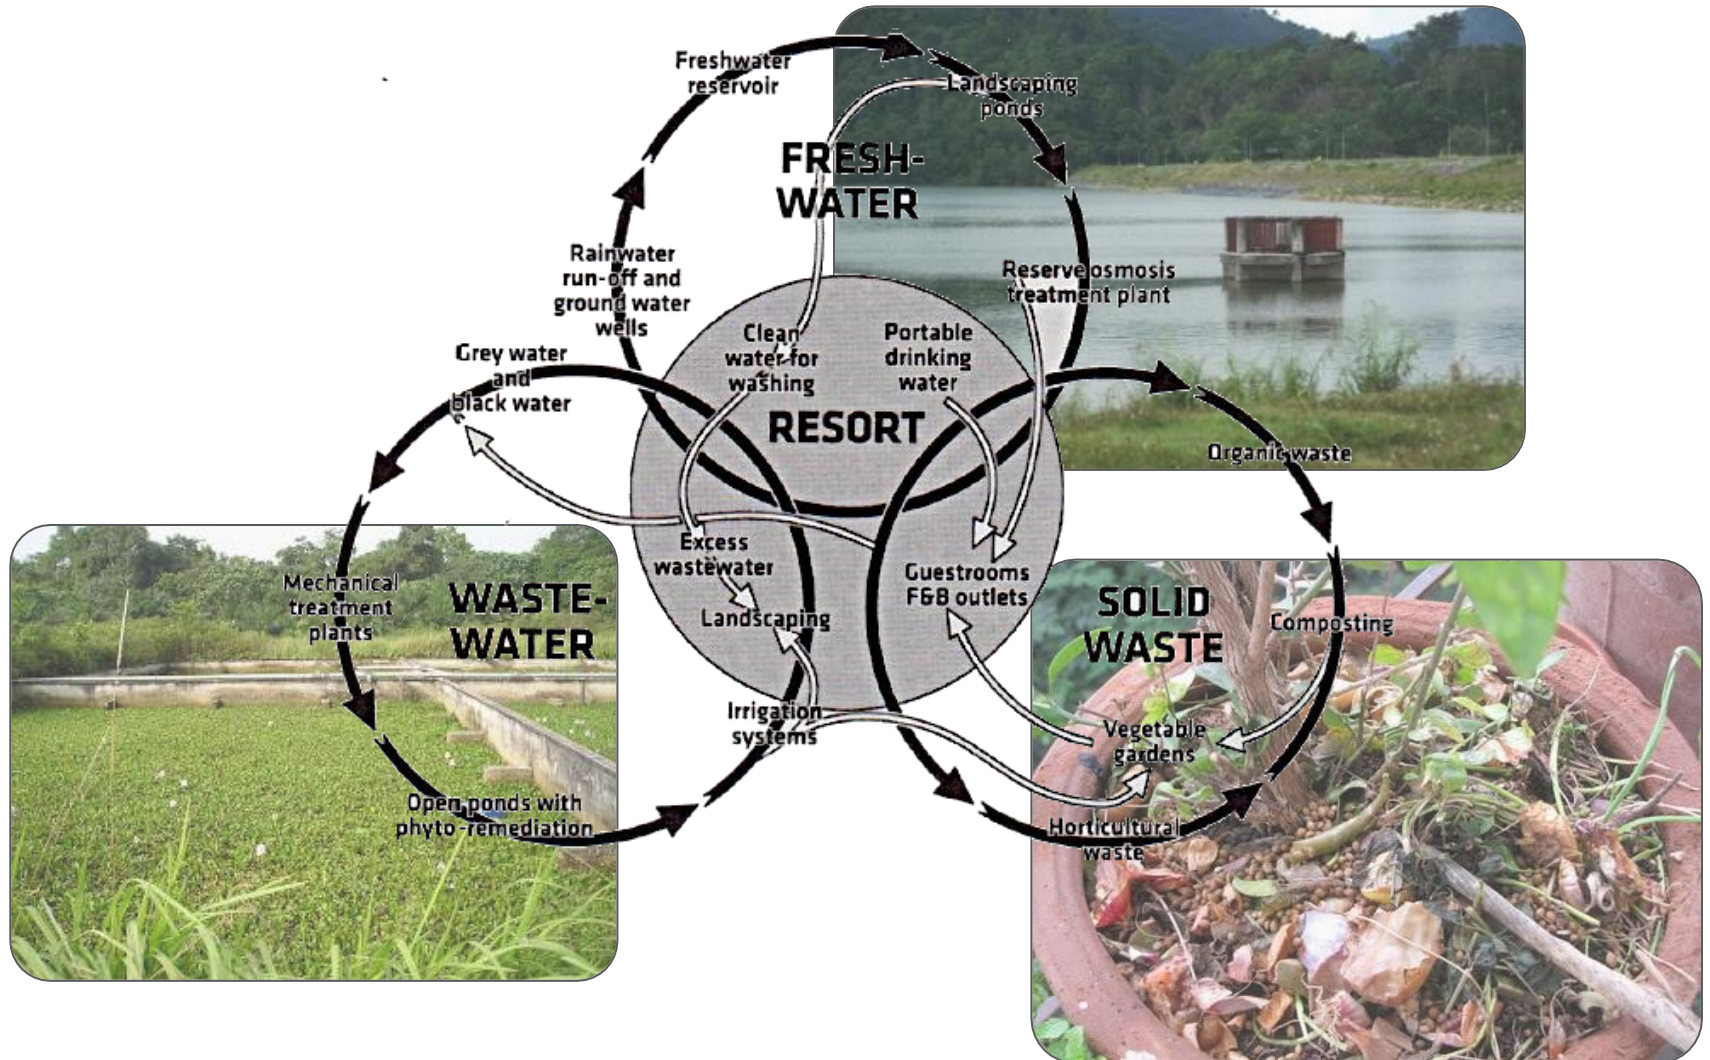 Freshwater
reservoir
Landscaping
ponds
FRESH-
WATER
Rainwater
run-off and
ground water
wells
Reserve osmosis
treatment plant
Clean
water for
washing
Portable
drinking
water
Grey water
and
black water
RESORT
Organic waste
Excess
wastewater
Guestrooms
F&B outlets
Landscaping
Mechanical
treatment
plants
WASTE-
WATER
SOLID
WASTE
Composting
Irrigation
systems
Vegetable
gardens
Open ponds with
phyto-remediation
Horticultural
waste